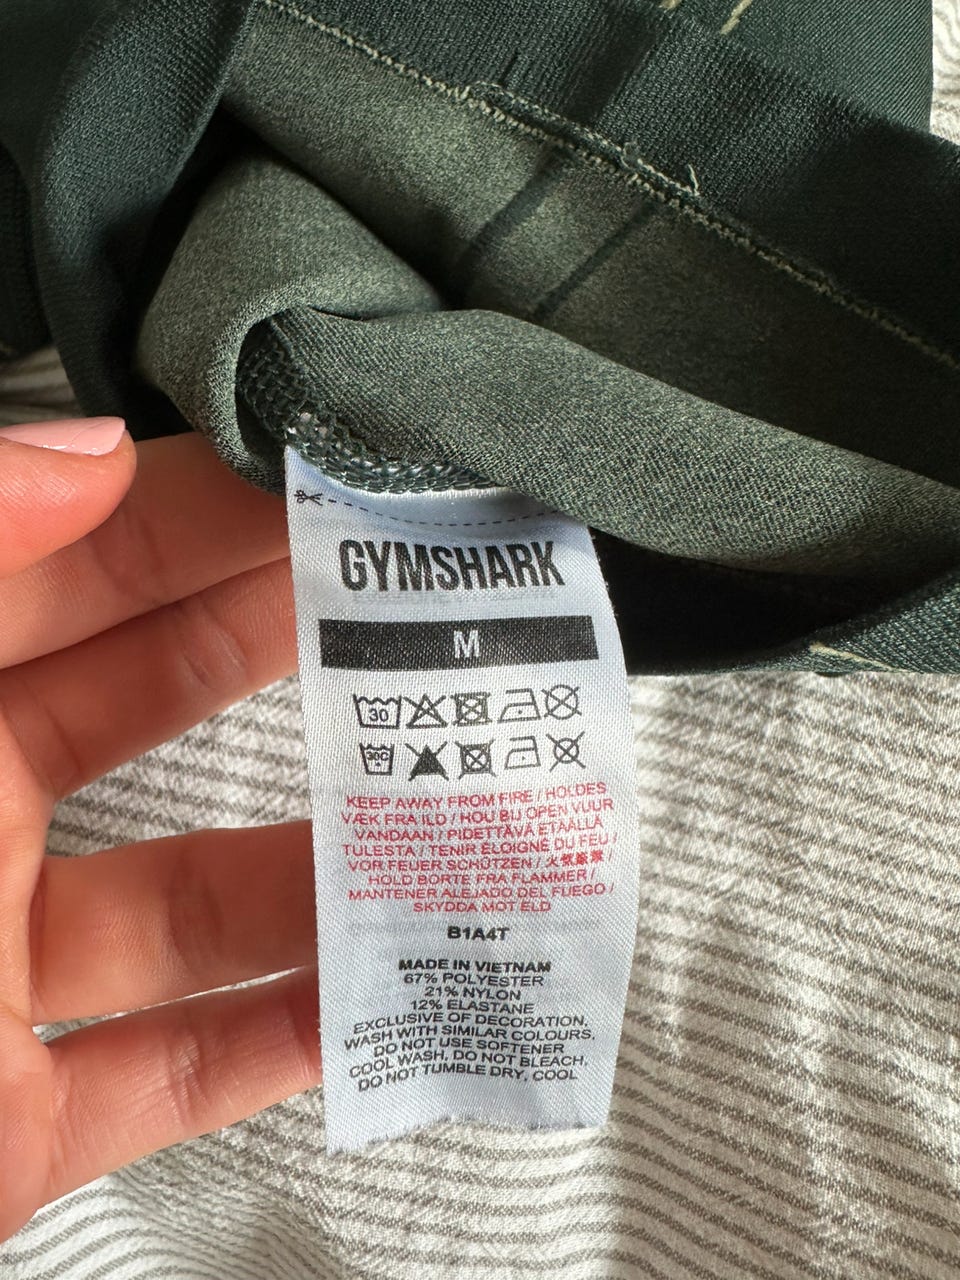 GYMSHARK
M
30
30C
KEEP AWAY FROM FIRE / HOLDES
VÆK FRA ILD / HOU BIJ OPEN VUUR
VANDAAN / PIDETTÄVÄ ETÄÄLLÄ
TULESTA / TENIR ÉLOIGNÉ DU FEU /
VOR FEUER SCHÜTZEN / 火気厳禁 /
HOLD BORTE FRA FLAMMER /
MANTENER ALEJADO DEL FUEGO /
SKYDDA MOT ELD
B1A4T
MADE IN VIETNAM
67% POLYESTER
21% NYLON
12% ELASTANE
EXCLUSIVE OF DECORATION,
WASH WITH SIMILAR COLOURS,
DO NOT USE SOFTENER
COOL WASH, DO NOT BLEACH,
DO NOT TUMBLE DRY, COOL